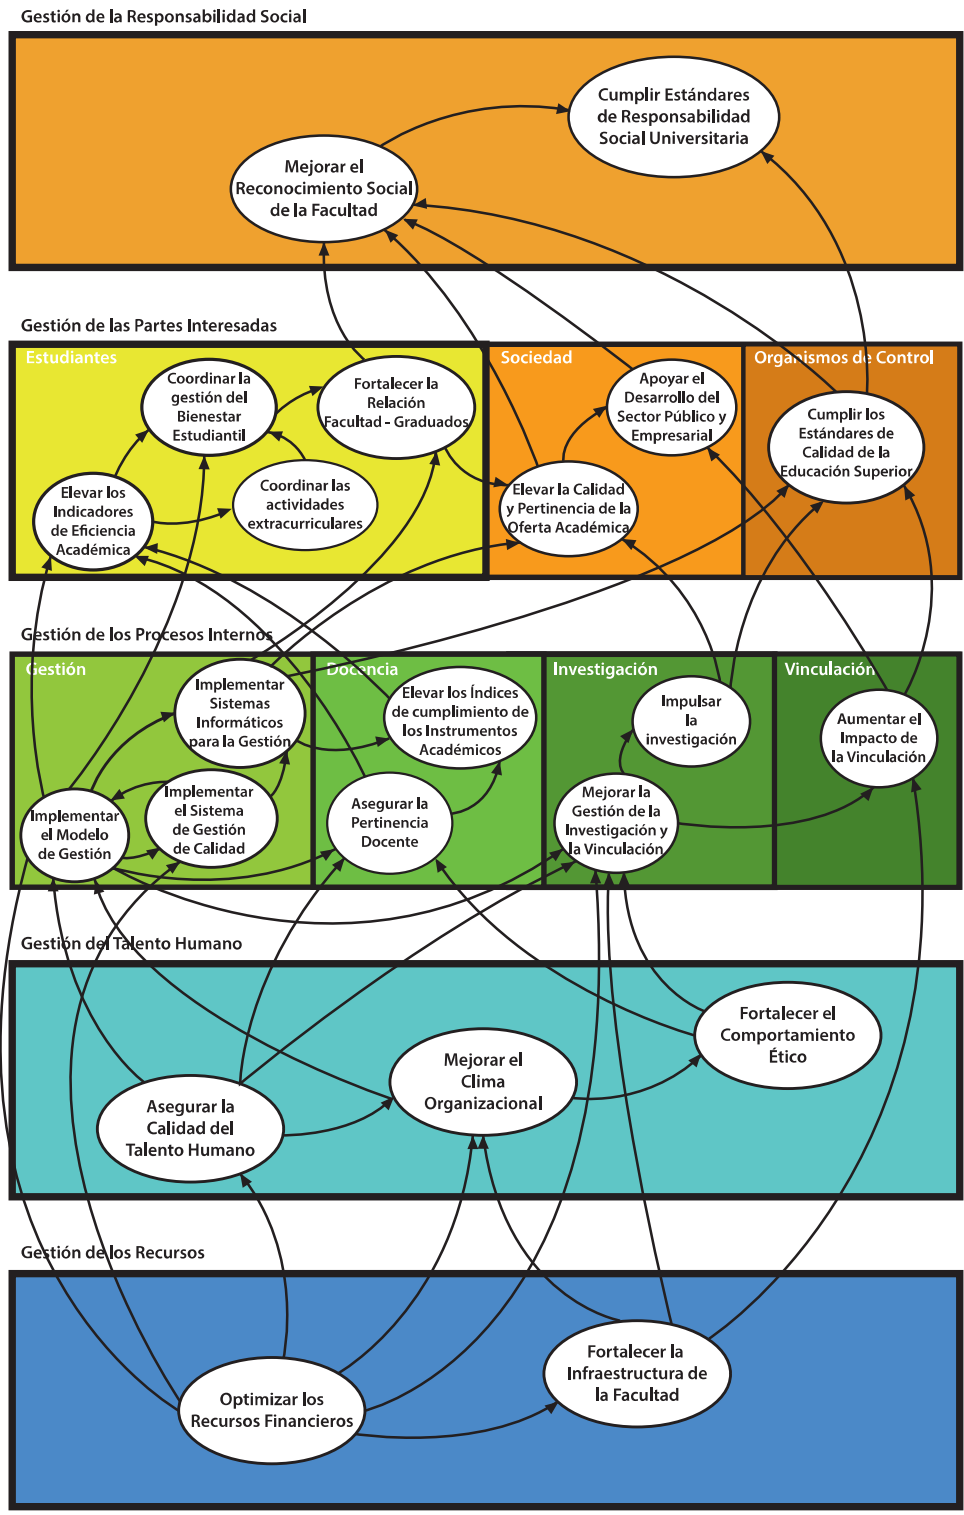 Gestión de la Responsabilidad Social
Cumplir Estándares
de Responsabilidad
Social Universitaria
Mejorar el
Reconocimiento Social
de la Facultad
Gestión de las Partes Interesadas
Estudiantes
Coordinar la
gestión del
Bienestar
Estudiantil
Fortalecer la
Relación
Facultad - Graduados
Elevar los
Indicadores
de Eficiencia
Académica
Coordinar las
actividades
extracurriculares
Sociedad
Apoyar el
Desarrollo del
Sector Público y
Empresarial
Elevar la Calidad
y Pertinencia de la
Oferta Académica
Organismos de Control
Cumplir los
Estándares de
Calidad de la
Educación Superior
Gestión de los Procesos Internos
Gestión
Implementar
Sistemas
Informáticos
para la Gestión
Implementar
el Sistema
de Gestión
de Calidad
Implementar
el Modelo
de Gestión
Docencia
Elevar los Índices
de cumplimiento de
los Instrumentos
Académicos
Asegurar la
Pertinencia
Docente
Investigación
Impulsar
la
investigación
Mejorar la
Gestión de la
Investigación y
la Vinculación
Vinculación
Aumentar el
Impacto de
la Vinculación
Gestión del Talento Humano
Fortalecer el
Comportamiento
Ético
Mejorar el
Clima
Organizacional
Asegurar la
Calidad del
Talento Humano
Gestión de los Recursos
Fortalecer la
Infraestructura de
la Facultad
Optimizar los
Recursos Financieros